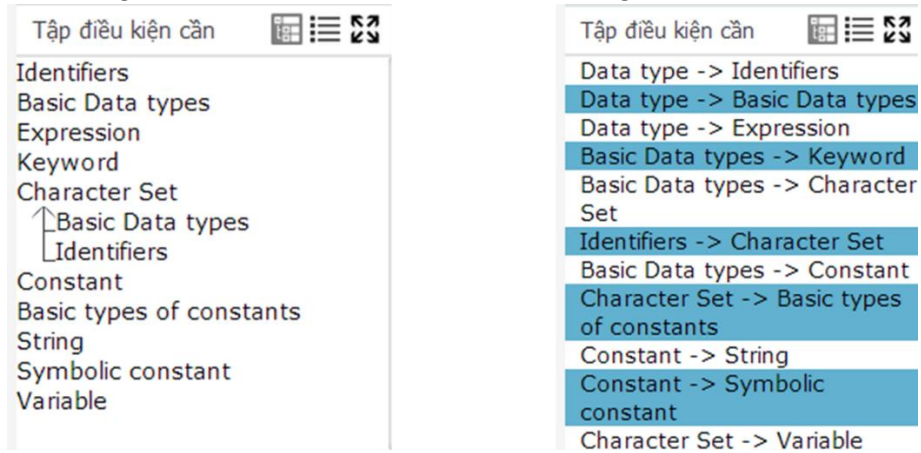 Tập điều kiện cần
Identifiers
Basic Data types
Expression
Keyword
Character Set
Basic Data types
Identifiers
Constant
Basic types of constants
String
Symbolic constant
Variable
Tập điều kiện cần
Data type -> Identifiers
Data type -> Basic Data types
Data type -> Expression
Basic Data types -> Keyword
Basic Data types -> Character
Set
Identifiers -> Character Set
Basic Data types -> Constant
Character Set -> Basic types
of constants
Constant -> String
Constant -> Symbolic
constant
Character Set -> Variable